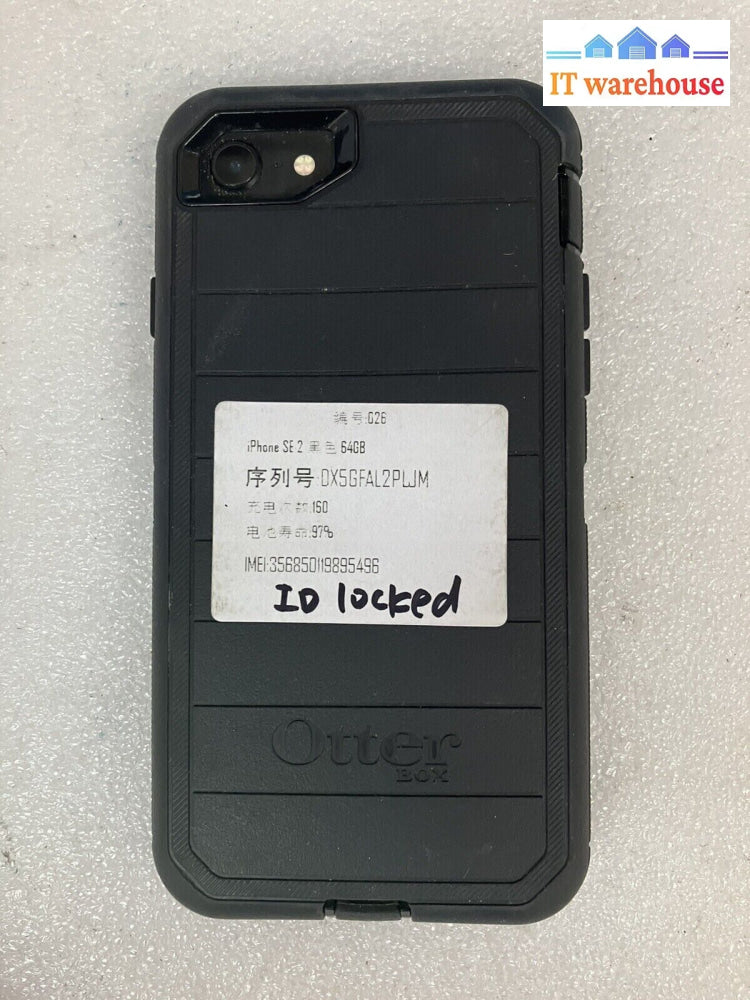 IT warehouse
编号:026
iPhone SE 2 黑色 64GB
序列号:DX5GFAL2PLJM
充电次数:160
电池寿命:97%
IMEI:356850119895496
ID locked
Otter
BOX